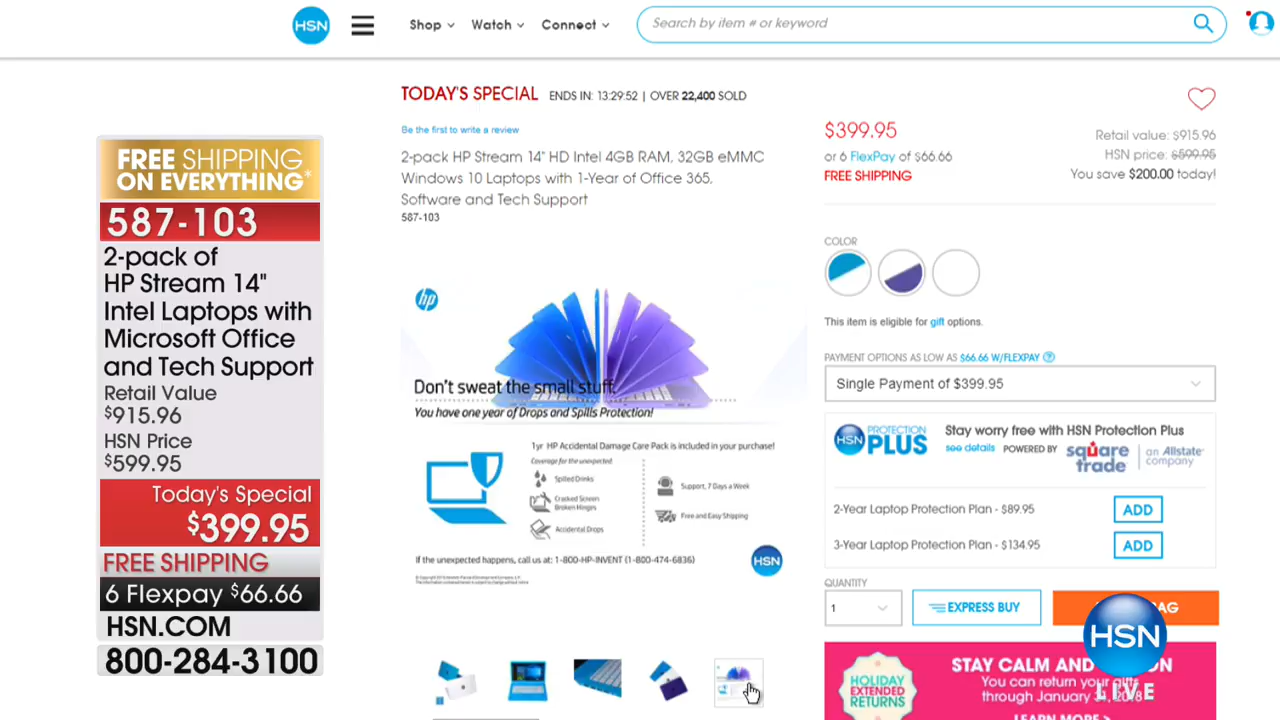 HSN
Shop
Watch
Connect
Search by item # or keyword
TODAY'S SPECIAL ENDS IN: 13:29:52 | OVER 22,400 SOLD
Be the first to write a review
2-pack HP Stream 14" HD Intel 4GB RAM, 32GB eMMC
Windows 10 Laptops with 1-Year of Office 365,
Software and Tech Support
587-103
$399.95
or 6 FlexPay of $66.66
FREE SHIPPING
Retail value: $915.96
HSN price: $599.95
You save $200.00 today!
FREE SHIPPING
ON EVERYTHING*
587-103
2-pack of
HP Stream 14"
Intel Laptops with
Microsoft Office
and Tech Support
Retail Value
$915.96
HSN Price
$599.95
Today's Special
$399.95
FREE SHIPPING
6 Flexpay $66.66
HSN.COM
800-284-3100
hp
Don't sweat the small stuff.
You have one year of Drops and Spills Protection!
1yr HP Accidental Damage Care Pack is included in your purchase!
Coverage for the unexpected:
Spilled Drinks
Cracked Screen
Broken Hinges
Accidental Drops
Support, 7 Days a Week
Free and Easy Shipping
If the unexpected happens, call us at: 1-800-HP-INVENT (1-800-474-6836)
HSN
COLOR
This item is eligible for gift options.
PAYMENT OPTIONS AS LOW AS $66.66 W/FLEXPAY ?
Single Payment of $399.95
HSN PROTECTION PLUS
Stay worry free with HSN Protection Plus
see details POWERED BY square trade an Allstate company
2-Year Laptop Protection Plan - $89.95
ADD
3-Year Laptop Protection Plan - $134.95
ADD
QUANTITY
1
EXPRESS BUY
HSN
LIVE
HOLIDAY
EXTENDED
RETURNS
STAY CALM AND
You can return your gifts
through January
LEARN MORE >